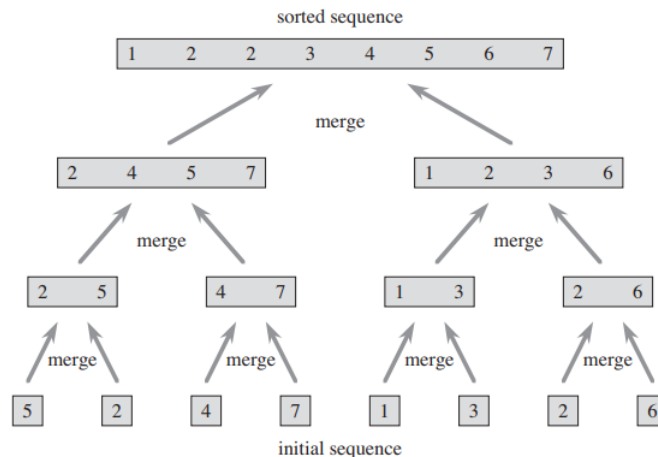 sorted sequence
1 2 2 3 4 5 6 7
merge
2 4 5 7 1 2 3 6
merge merge
2 5 4 7 1 3 2 6
merge merge merge merge
5 2 4 7 1 3 2 6
initial sequence